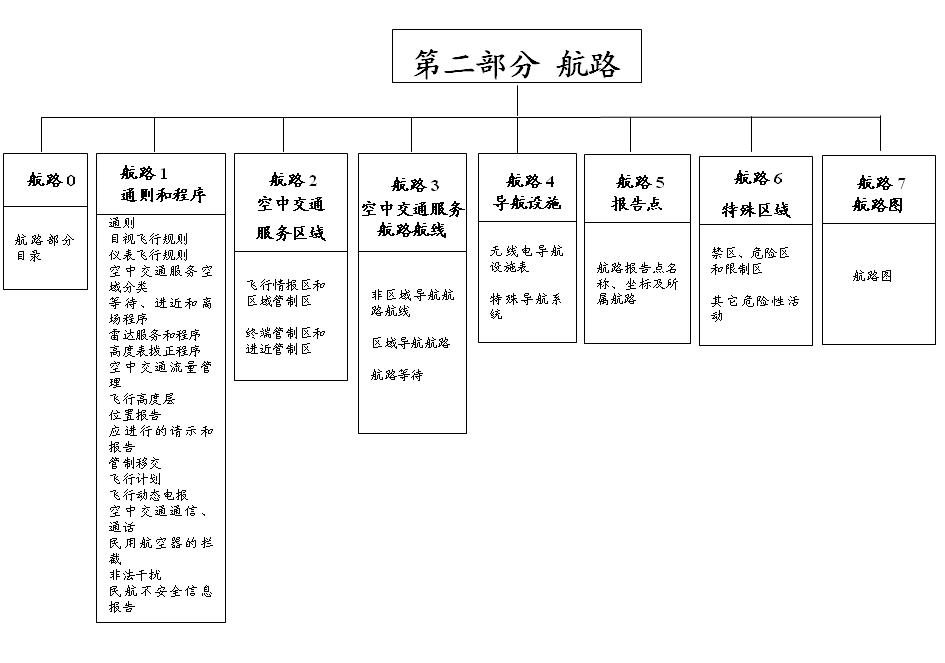 第二部分 航路
航路 0
航路部分
目录
航路 1
通则和程序
通则
目视飞行规则
仪表飞行规则
空中交通服务空
域分类
等待、进近和离
场程序
雷达服务和程序
高度表拨正程序
空中交通流量管
理
飞行高度层
位置报告
应进行的请示和
报告
管制移交
飞行计划
飞行动态电报
空中交通通信、
通话
民用航空器的拦
截
非法干扰
民航不安全信息
报告
航路 2
空中交通
服务区域
飞行情报区和
区域管制区
终端管制区和
进近管制区
航路 3
空中交通服务
航路航线
非区域导航航
路航线
区域导航航路
航路等待
航路 4
导航设施
无线电导航
设施表
特殊导航系
统
航路 5
报告点
航路报告点名
称、坐标及所
属航路
航路 6
特殊区域
禁区、危险区
和限制区
其它危险性活
动
航路 7
航路图
航路图